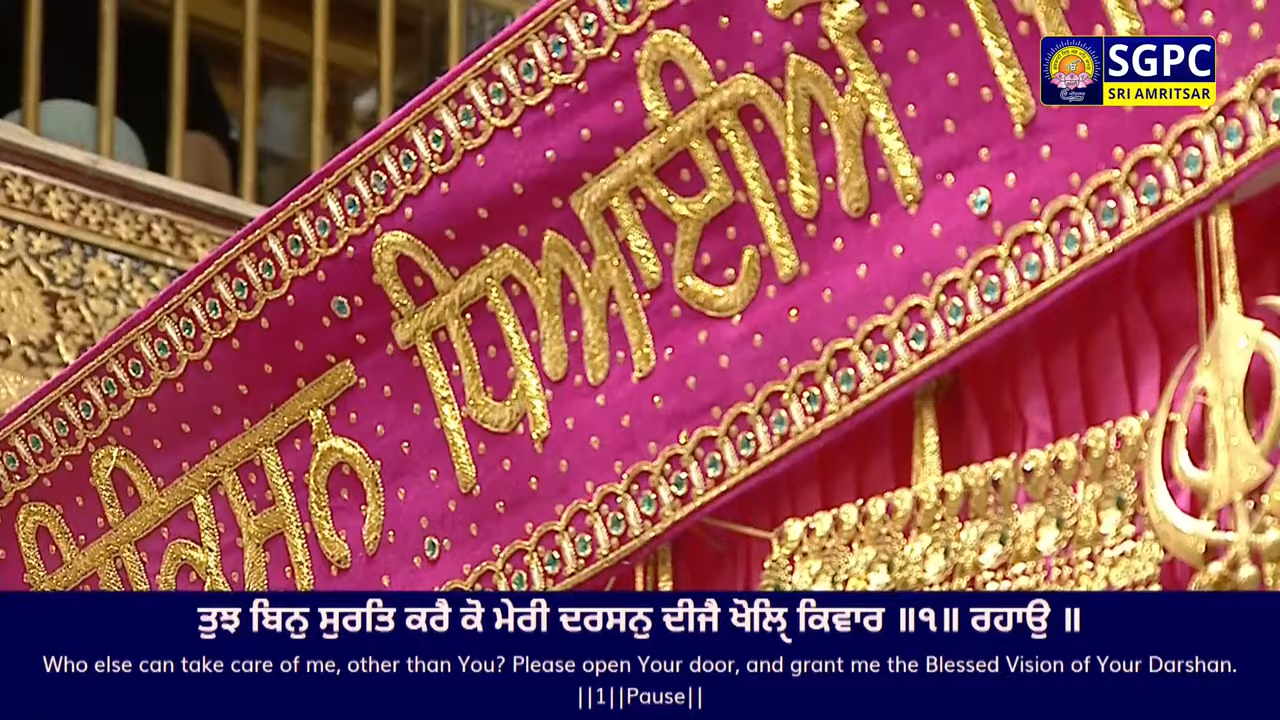 SGPC
SRI AMRITSAR
ਧਿਆਈਐ
ਤੁਝ ਬਿਨੁ ਸੁਰਤਿ ਕਰੈ ਕੋ ਮੇਰੀ ਦਰਸਨੁ ਦੀਜੈ ਖੋਲ੍ਹਿ ਕਿਵਾਰ ॥੧॥ ਰਹਾਉ ॥
Who else can take care of me, other than You? Please open Your door, and grant me the Blessed Vision of Your Darshan.
||1||Pause||